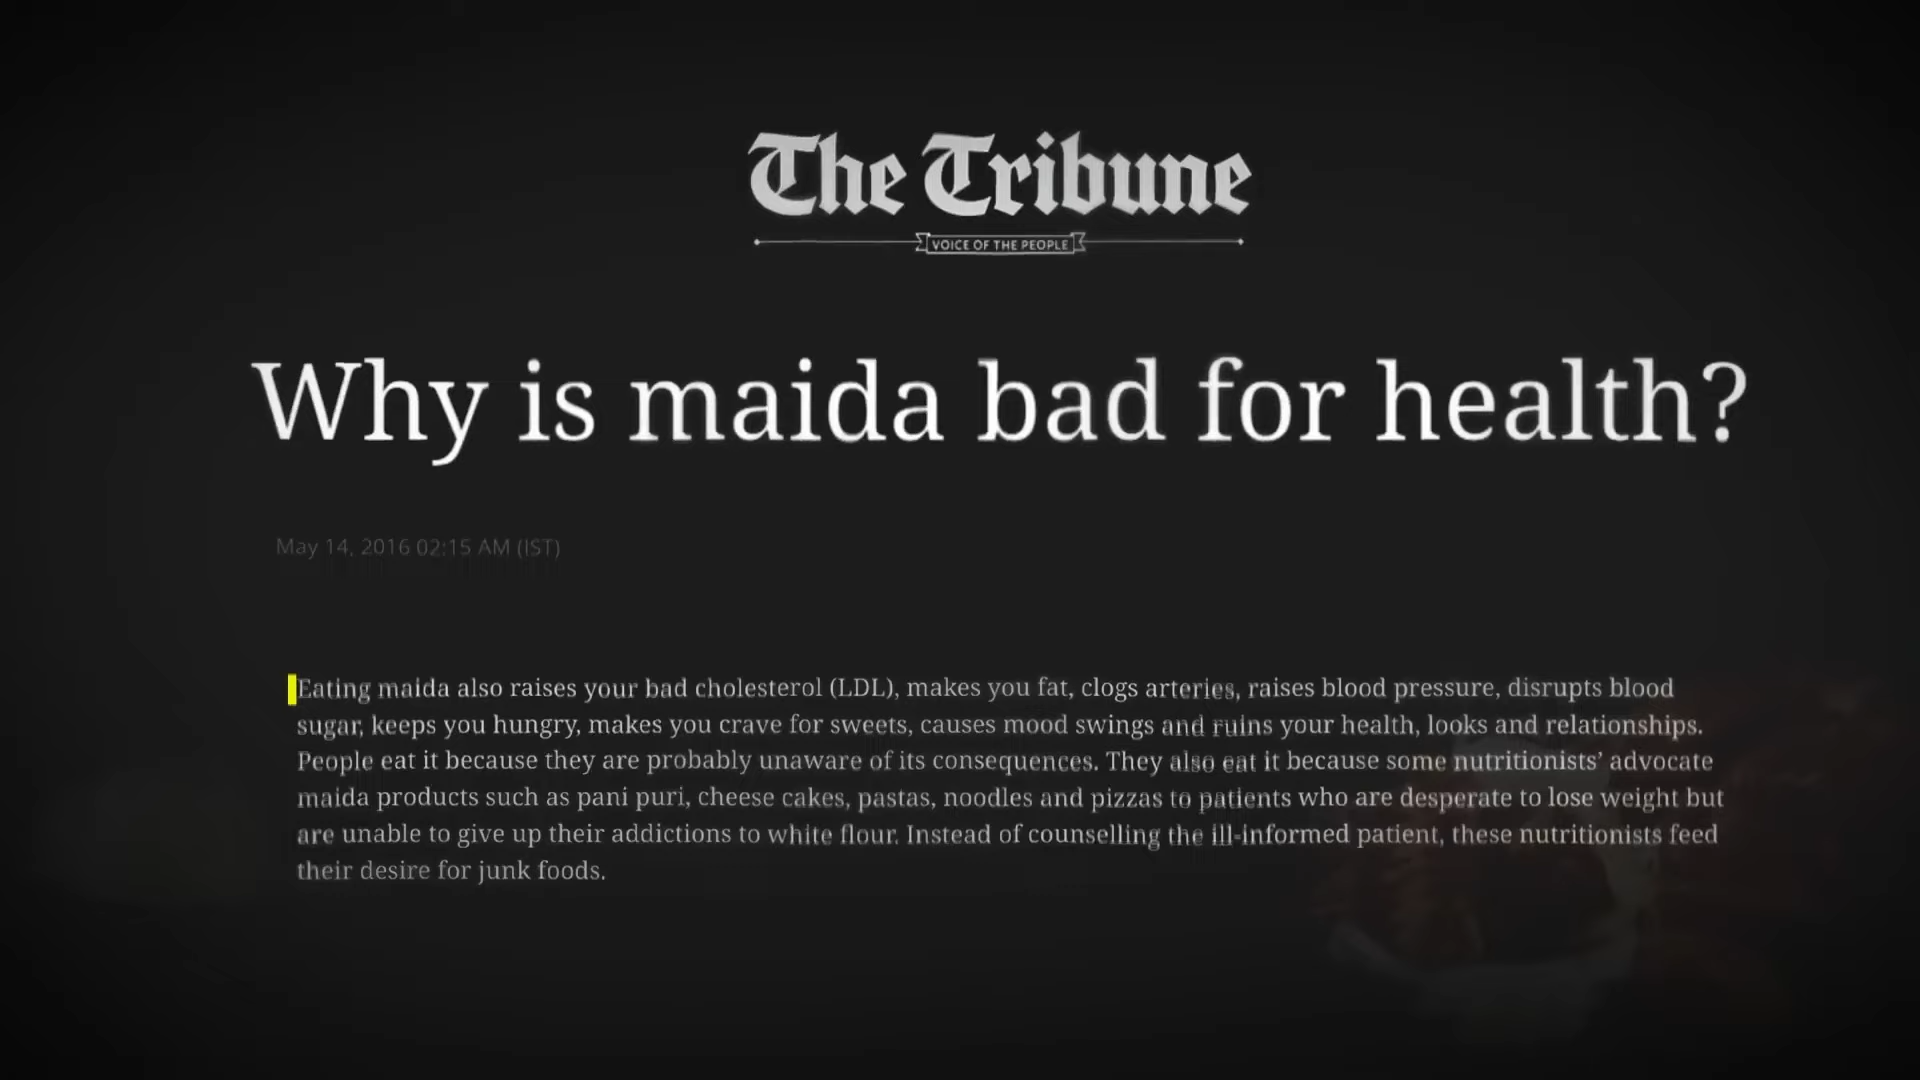 The Tribune
VOICE OF THE PEOPLE
Why is maida bad for health?
May 14, 2016 02:15 AM (IST)
Eating maida also raises your bad cholesterol (LDL), makes you fat, clogs arteries, raises blood pressure, disrupts blood
sugar, keeps you hungry, makes you crave for sweets, causes mood swings and ruins your health, looks and relationships.
People eat it because they are probably unaware of its consequences. They also eat it because some nutritionists’ advocate
maida products such as pani puri, cheese cakes, pastas, noodles and pizzas to patients who are desperate to lose weight but
are unable to give up their addictions to white flour. Instead of counselling the ill-informed patient, these nutritionists feed
their desire for junk foods.